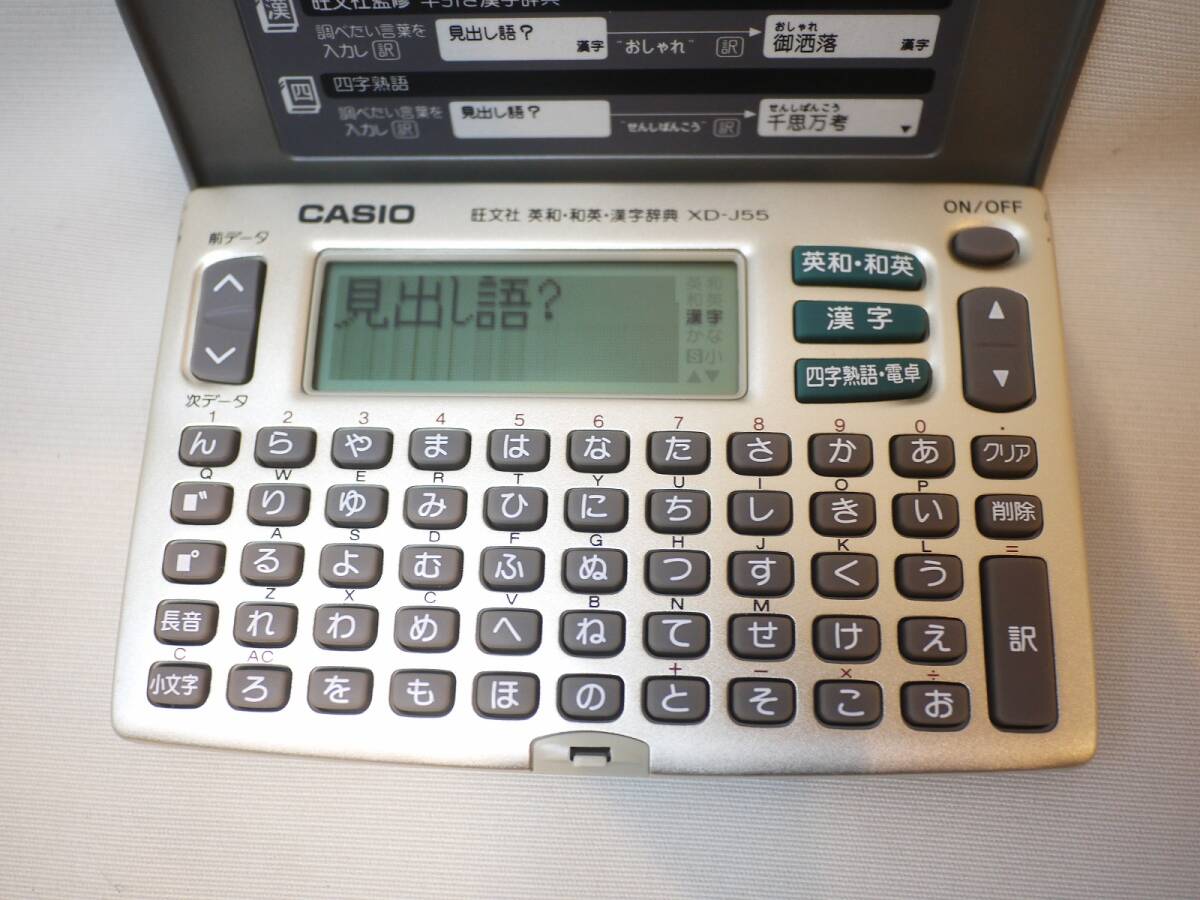 漢
旺文社監修 早引き漢字辞典
調べたい言葉を
入力し 訳
見出し語? 漢字
"おしゃれ" 訳
おしゃれ
御洒落 漢字
四
四字熟語
調べたい言葉を
入力し 訳
見出し語?
"せんしばんこう" 訳
せんしばんこう
千思万考 ▼
CASIO 旺文社 英和・和英・漢字辞典 XD-J55 ON/OFF
前データ
次データ
見出し語?
英和 和英
漢字
かな
S 小
▲▼
英和・和英
漢字
四字熟語・電卓
▲
▼
1 2 3 4 5 6 7 8 9 0 .
ん ら や ま は な た さ か あ クリア
Q W E R T Y U I O P
゛ り ゆ み ひ に ち し き い 削除
A S D F G H J K L =
゜ る よ む ふ ぬ つ す く う
Z X C V B N M
長音 れ わ め へ ね て せ け え 訳
C AC + − × ÷
小文字 ろ を も ほ の と そ こ お